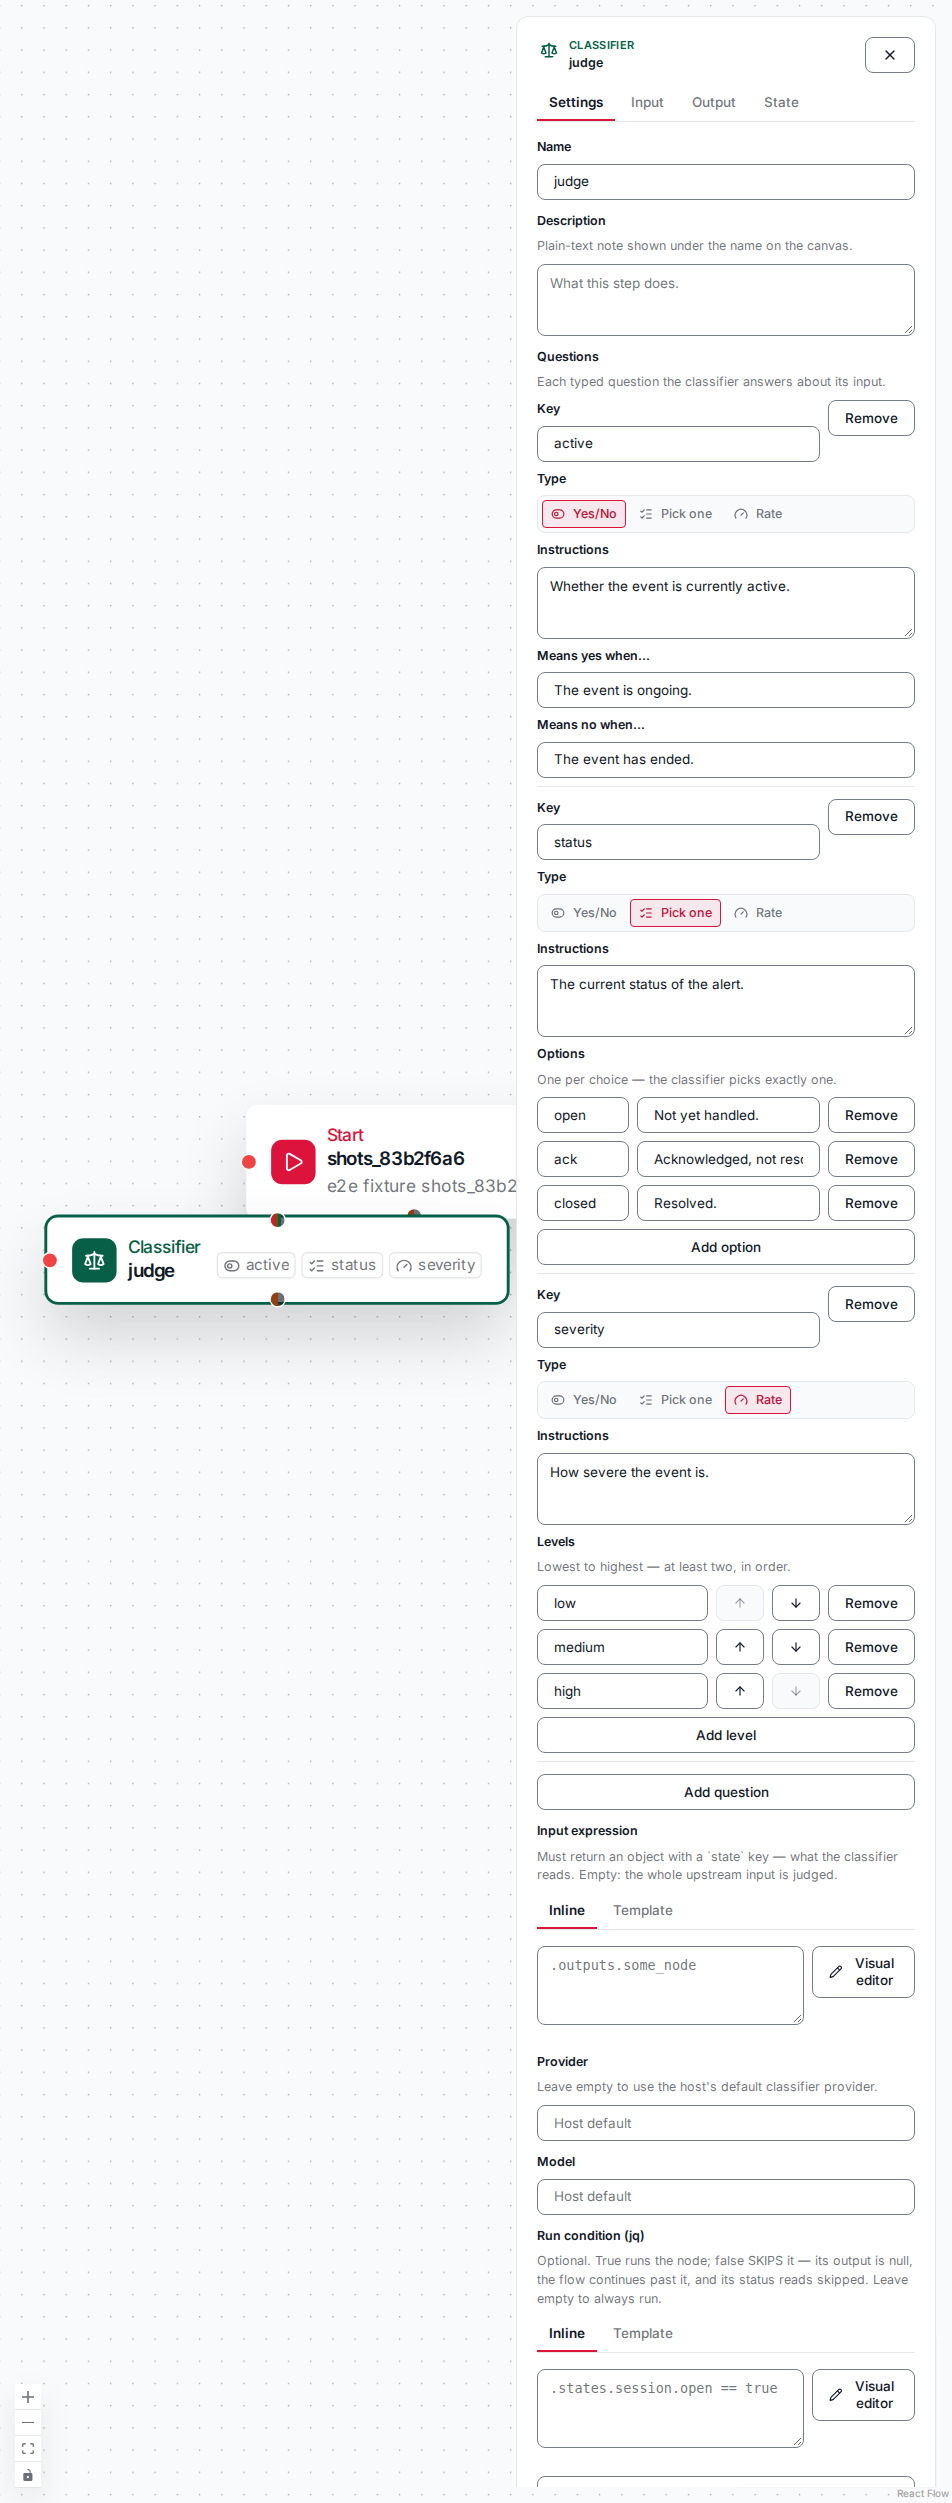 CLASSIFIER
judge
Settings Input Output State
Name
judge
Description
Plain-text note shown under the name on the canvas.
What this step does.
Questions
Each typed question the classifier answers about its input.
Key
Remove
active
Type
Yes/No Pick one Rate
Instructions
Whether the event is currently active.
Means yes when...
The event is ongoing.
Means no when...
The event has ended.
Key
Remove
status
Type
Yes/No Pick one Rate
Instructions
The current status of the alert.
Options
One per choice — the classifier picks exactly one.
open Not yet handled. Remove
ack Acknowledged, not reso Remove
closed Resolved. Remove
Add option
Key
Remove
severity
Type
Yes/No Pick one Rate
Instructions
How severe the event is.
Levels
Lowest to highest — at least two, in order.
low Remove
medium Remove
high Remove
Add level
Add question
Input expression
Must return an object with a `state` key — what the classifier
reads. Empty: the whole upstream input is judged.
Inline Template
.outputs.some_node
Visual
editor
Provider
Leave empty to use the host's default classifier provider.
Host default
Model
Host default
Run condition (jq)
Optional. True runs the node; false SKIPS it — its output is null,
the flow continues past it, and its status reads skipped. Leave
empty to always run.
Inline Template
.states.session.open == true
Visual
editor
Start
shots_83b2f6a6
e2e fixture shots_83b2
Classifier
judge
active status severity
React Flow